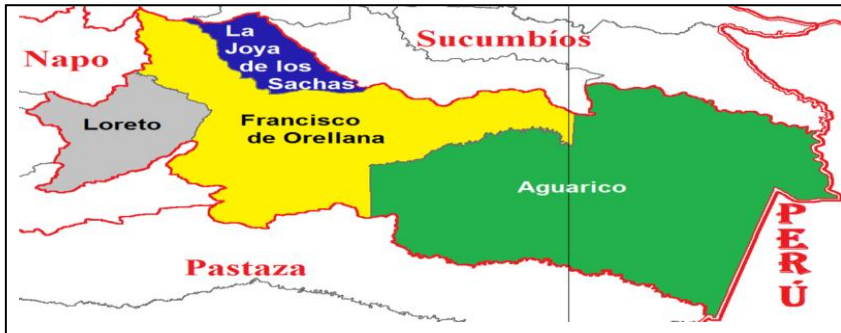 Napo
La
Joya
de los
Sachas
Sucumbíos
Loreto
Francisco
de Orellana
Aguarico
Pastaza
PERÚ